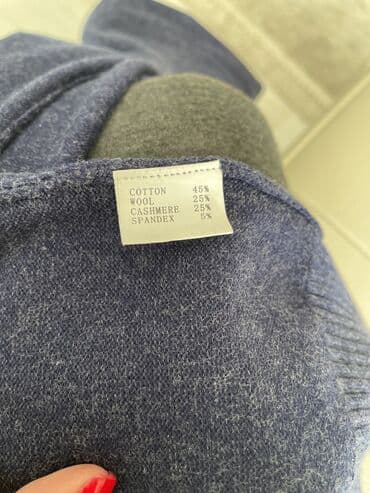 COTTON 45%
WOOL 25%
CASHMERE 25%
SPANDEX 5%